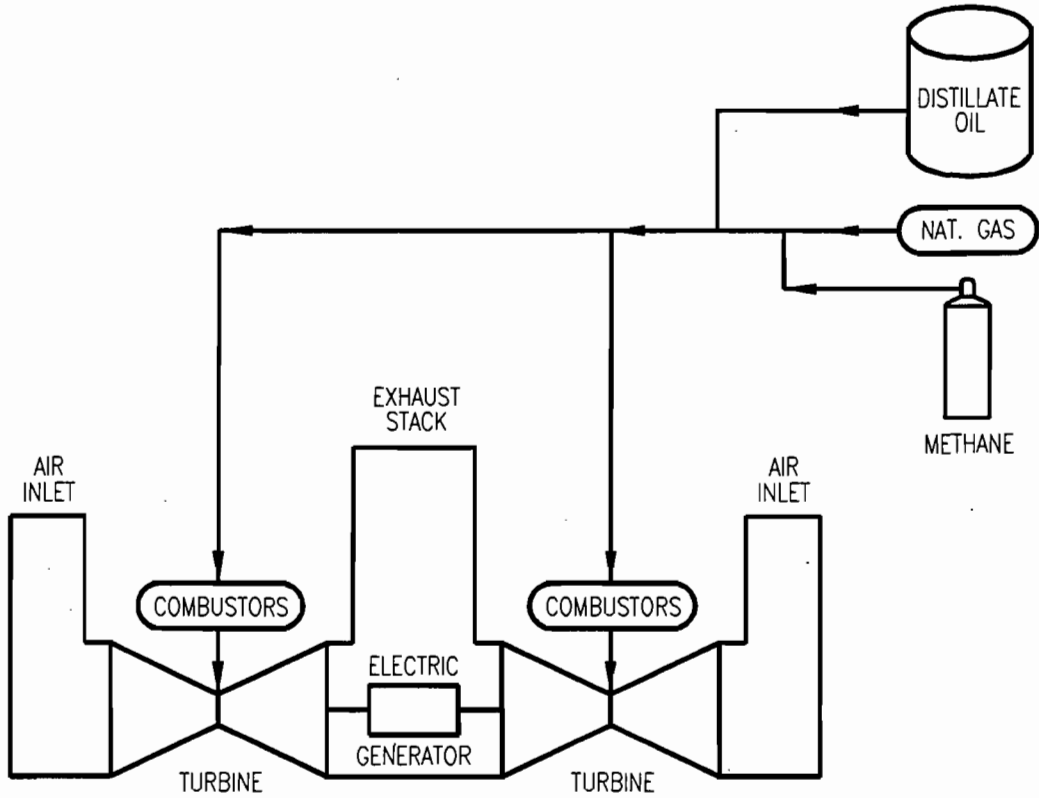 DISTILLATE
OIL
NAT. GAS
METHANE
EXHAUST
STACK
AIR
INLET
AIR
INLET
COMBUSTORS
COMBUSTORS
ELECTRIC
GENERATOR
TURBINE
TURBINE